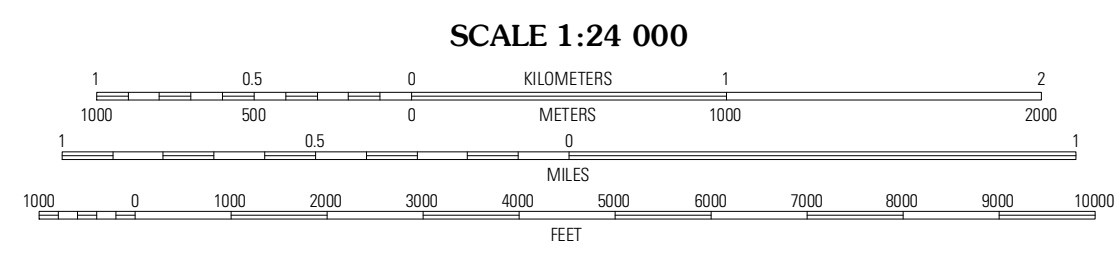 SCALE 1:24 000
1 0.5 0 KILOMETERS 1 2
1000 500 0 METERS 1000 2000
1 0.5 0 1
MILES
1000 0 1000 2000 3000 4000 5000 6000 7000 8000 9000 10000
FEET